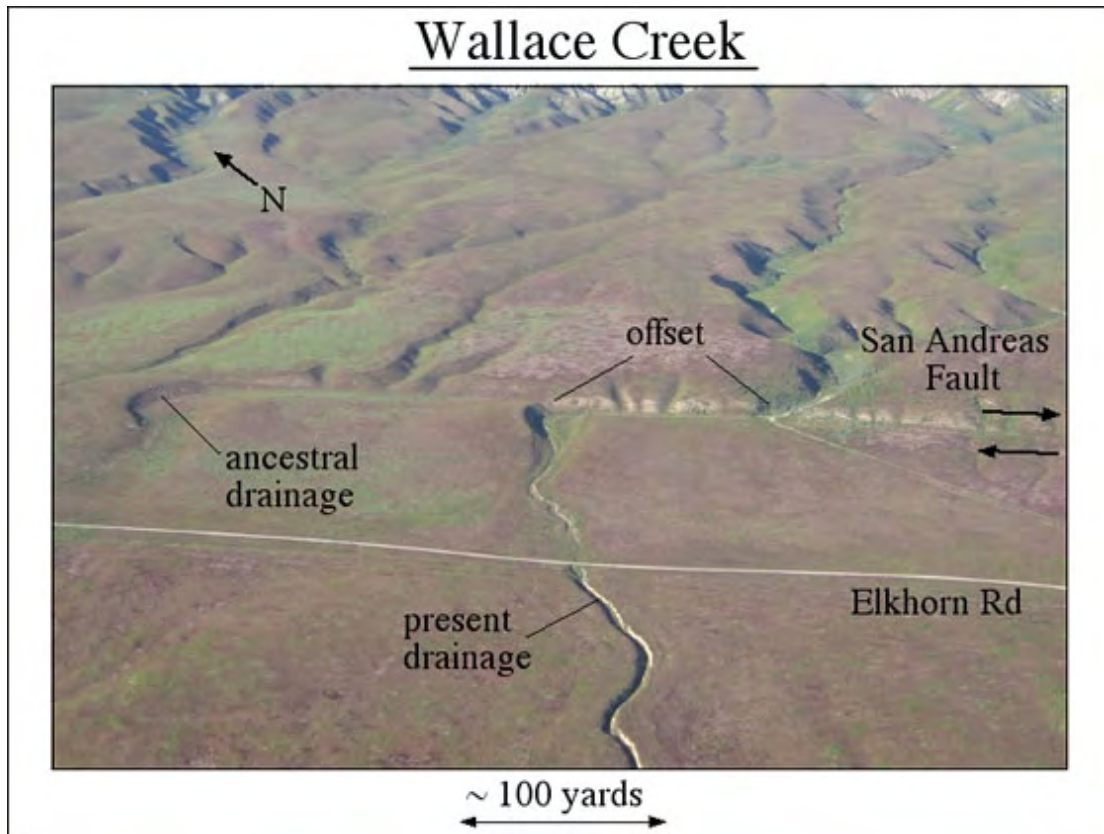 Wallace Creek
N
offset
San Andreas
Fault
ancestral
drainage
Elkhorn Rd
present
drainage
~ 100 yards